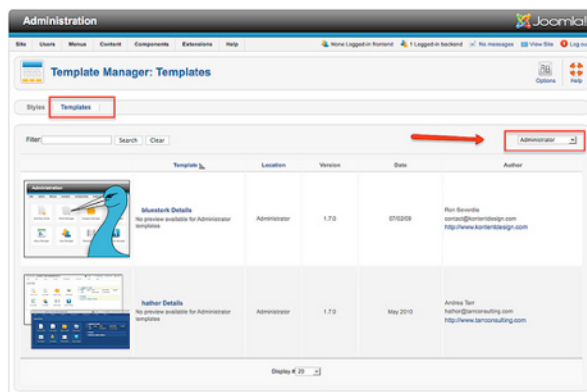 Administration
Joomla!
Site Users Menus Content Components Extensions Help
None Logged-in frontend 1 Logged-in backend No messages View Site Log out
Template Manager: Templates
Options Help
Styles Templates
Filter: Search Clear
Administrator
Template Location Version Date Author
Administration
bluestork Details
No preview available for Administrator templates
Administrator
1.7.0
07/02/09
Ron Severdia
contact@kontentdesign.com
http://www.kontentdesign.com
hathor Details
No preview available for Administrator templates
Administrator
1.7.0
May 2010
Andrea Tarr
hathor@tarrconsulting.com
http://www.tarrconsulting.com
Display # 20